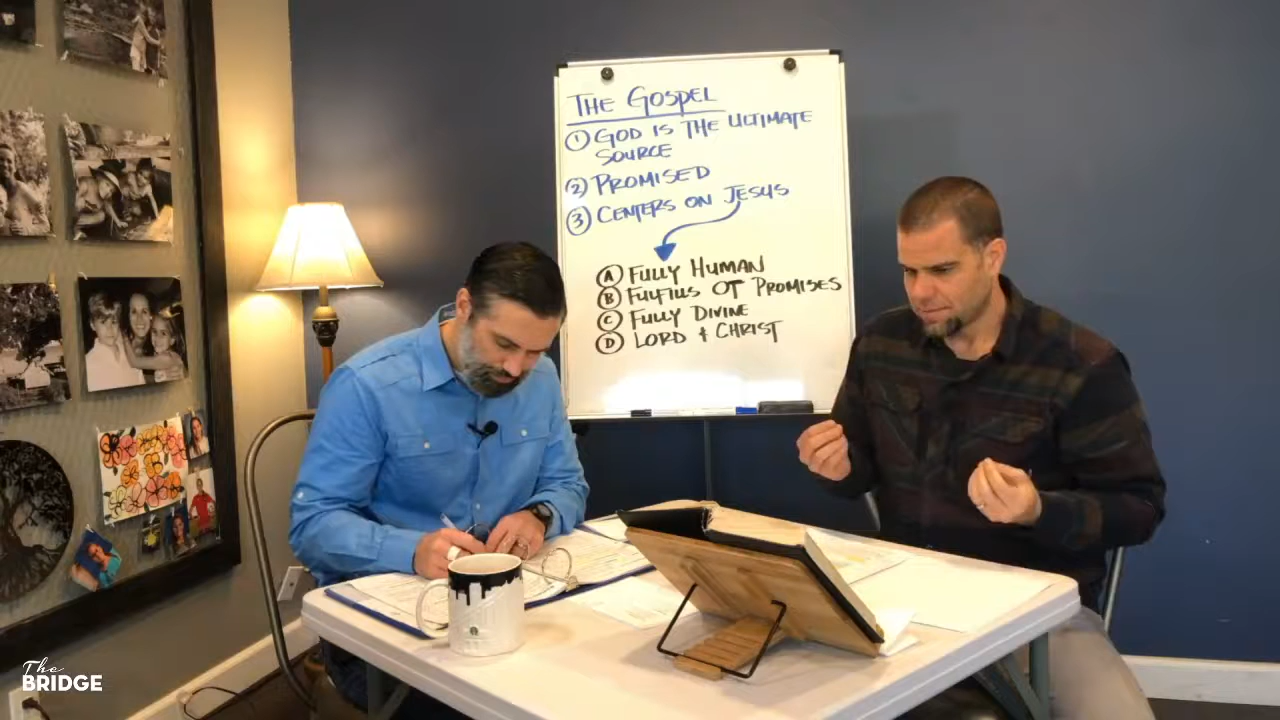 THE GOSPEL
① GOD IS THE ULTIMATE
SOURCE
② PROMISED
③ CENTERS ON JESUS
Ⓐ FULLY HUMAN
Ⓑ FULFILLS OT PROMISES
Ⓒ FULLY DIVINE
Ⓓ LORD & CHRIST
The
BRIDGE